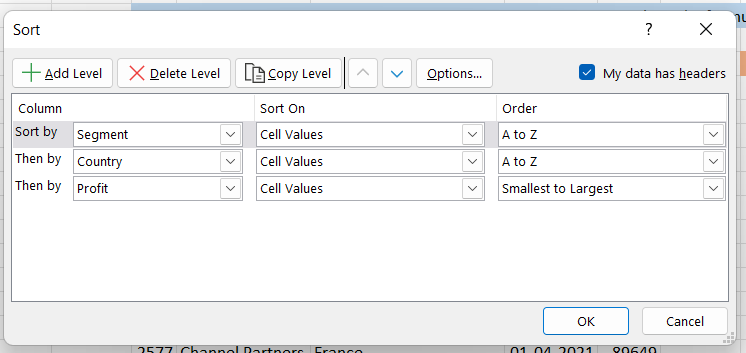 Sort ?
Add Level Delete Level Copy Level Options... My data has headers
Column Sort On Order
Sort by Segment Cell Values A to Z
Then by Country Cell Values A to Z
Then by Profit Cell Values Smallest to Largest
OK Cancel
2577 Channel Partners France 01-04-2021 89649